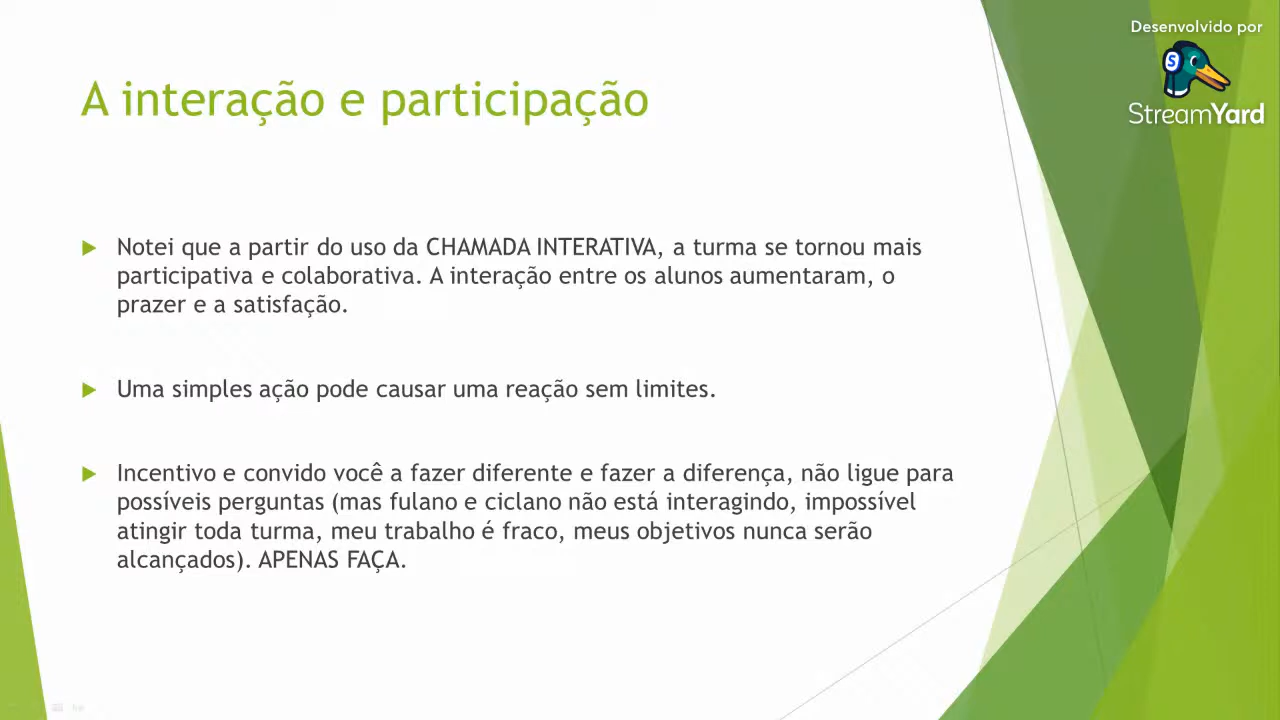 Desenvolvido por
StreamYard
A interação e participação
Notei que a partir do uso da CHAMADA INTERATIVA, a turma se tornou mais
participativa e colaborativa. A interação entre os alunos aumentaram, o
prazer e a satisfação.
Uma simples ação pode causar uma reação sem limites.
Incentivo e convido você a fazer diferente e fazer a diferença, não ligue para
possíveis perguntas (mas fulano e ciclano não está interagindo, impossível
atingir toda turma, meu trabalho é fraco, meus objetivos nunca serão
alcançados). APENAS FAÇA.